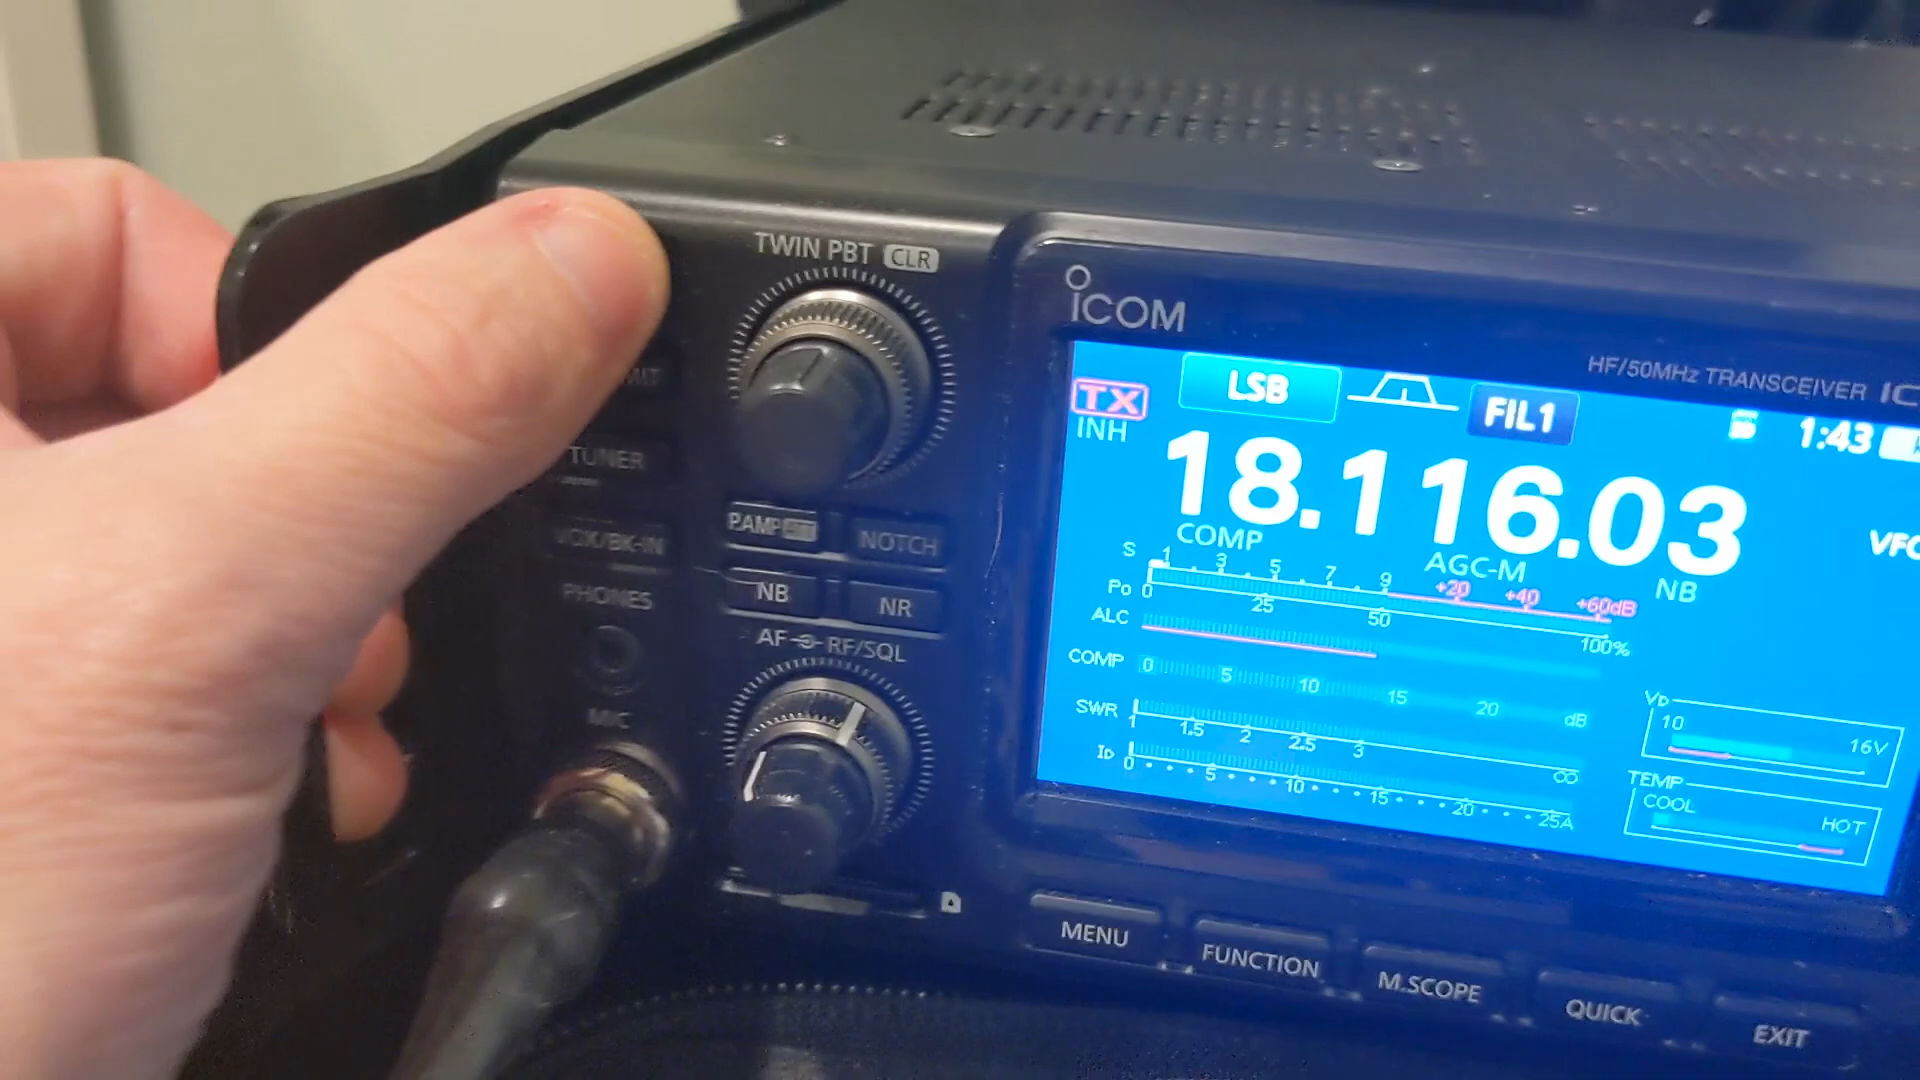 TWIN PBT CLR
TUNER
VOX/BK-IN
P.AMP ATT
NOTCH
NB
NR
PHONES
AF RF/SQL
MIC
ICOM
HF/50MHz TRANSCEIVER IC
TX
INH
LSB
FIL1
1:43
18.116.03
COMP
AGC-M
NB
S 1 3 5 7 9 +20 +40 +60dB
Po 0 25 50 100%
ALC
COMP 0 5 10 15 20 dB
SWR 1 1.5 2 2.5 3 ∞
ID 0 5 10 15 20 25A
VD
10 16V
TEMP
COOL HOT
MENU
FUNCTION
M.SCOPE
QUICK
EXIT